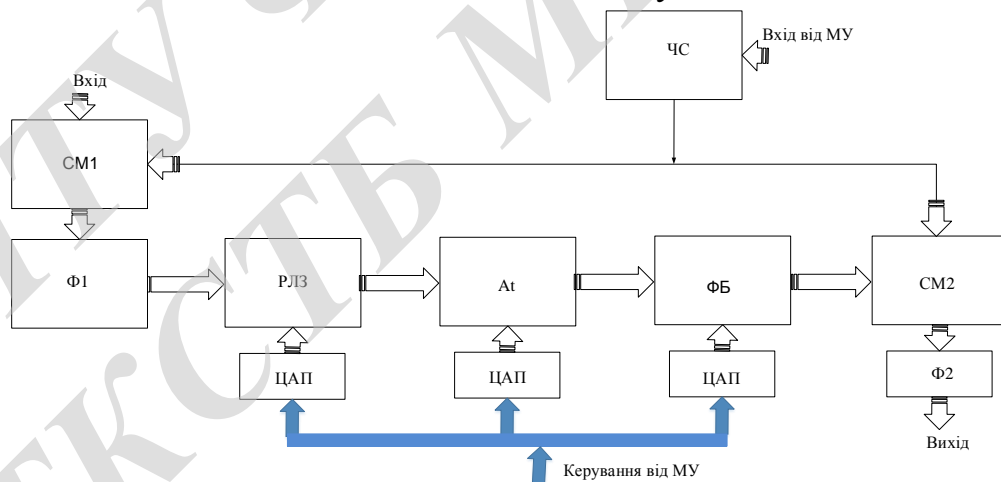 ЧС
Вхід від МУ
Вхід
СМ1
Ф1
РЛЗ
At
ФБ
СМ2
ЦАП
ЦАП
ЦАП
Ф2
Вихід
Керування від МУ